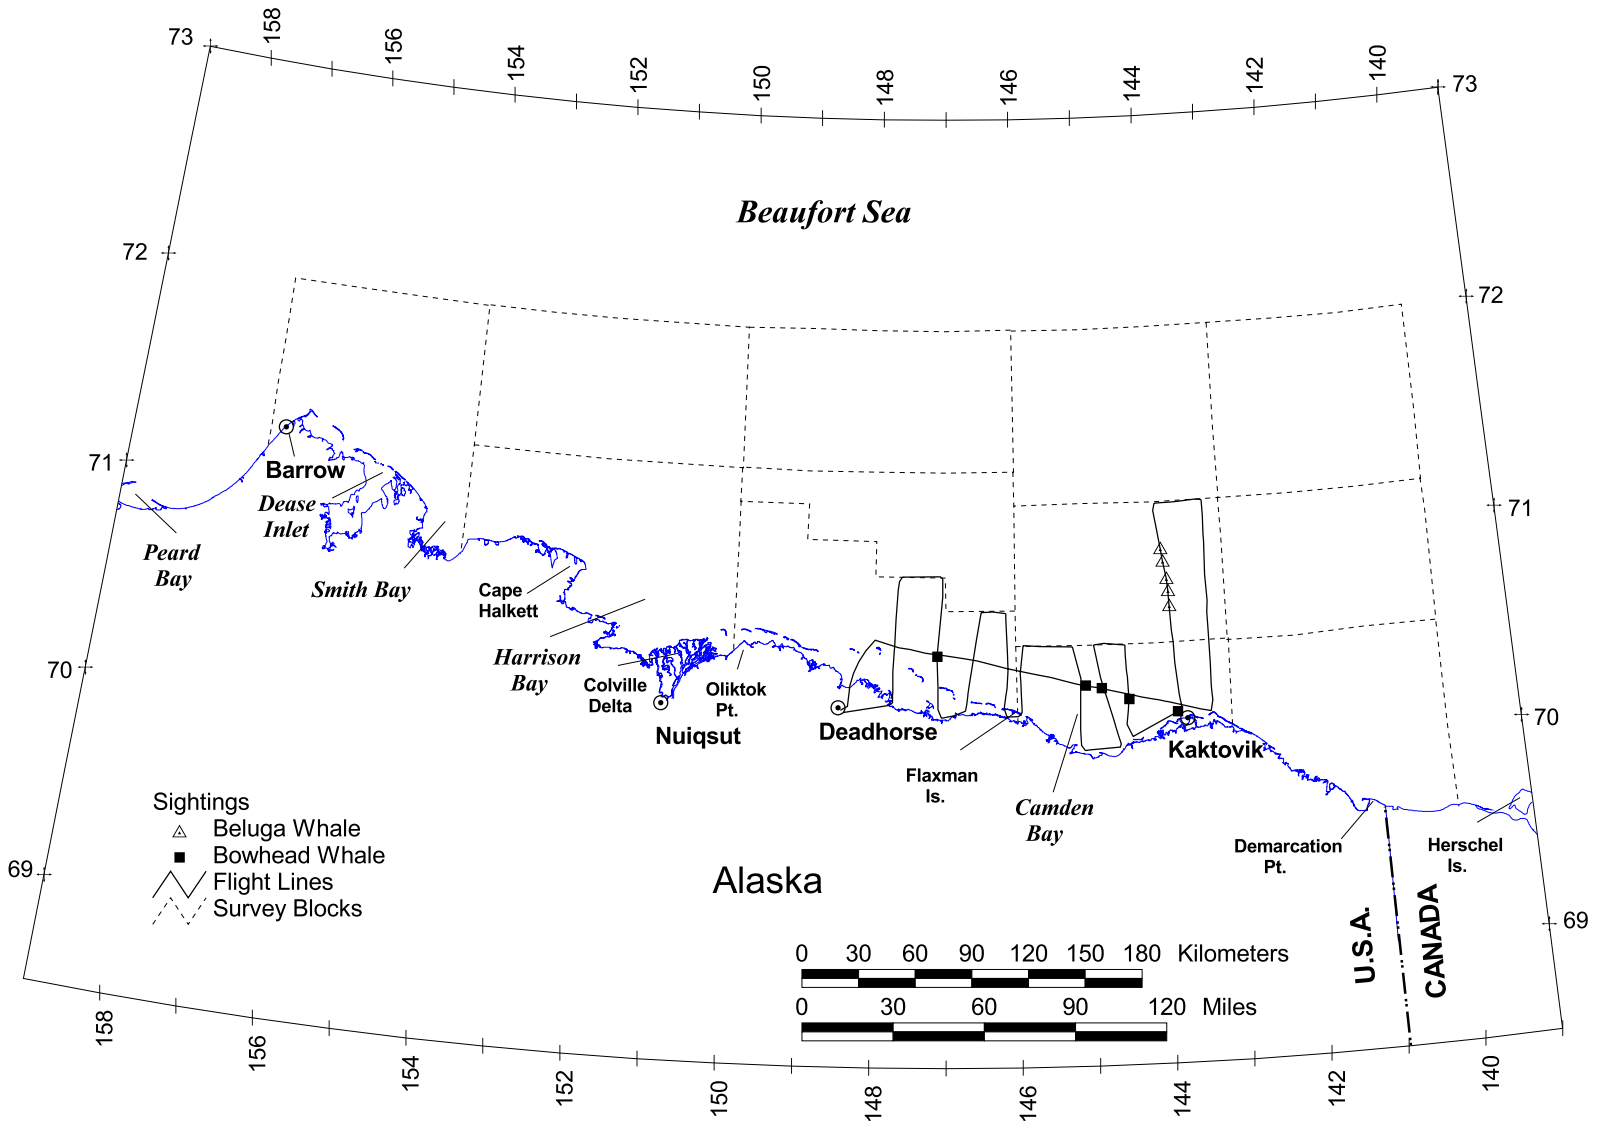 158
156
154
152
150
148
146
144
142
140
73
73
Beaufort Sea
72
72
71
71
Barrow
Dease
Inlet
Peard
Bay
Smith Bay
Cape
Halkett
Harrison
Bay
70
Colville
Delta
Oliktok
Pt.
Nuiqsut
Deadhorse
70
Kaktovik
Flaxman
Is.
Camden
Bay
Demarcation
Pt.
Herschel
Is.
Sightings
Beluga Whale
Bowhead Whale
Flight Lines
Survey Blocks
69
Alaska
69
U.S.A.
CANADA
0 30 60 90 120 150 180 Kilometers
0 30 60 90 120 Miles
158
156
154
152
150
148
146
144
142
140